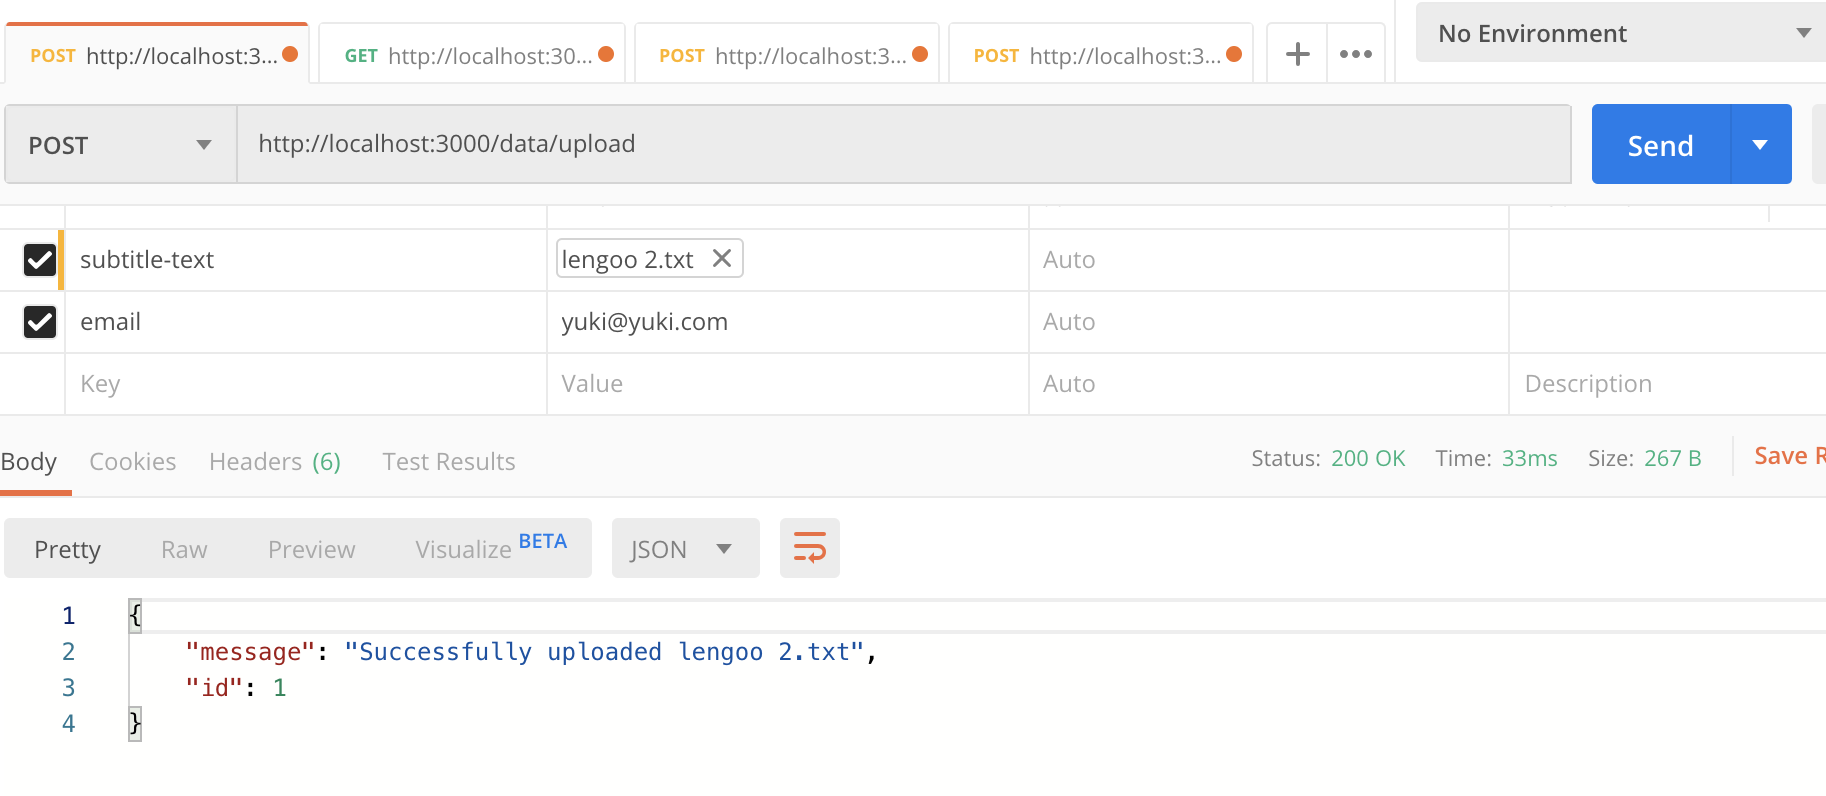 POST http://localhost:3... GET http://localhost:30... POST http://localhost:3... POST http://localhost:3... No Environment
POST http://localhost:3000/data/upload Send
subtitle-text lengoo 2.txt Auto
email yuki@yuki.com Auto
Key Value Auto Description
Body Cookies Headers (6) Test Results Status: 200 OK Time: 33ms Size: 267 B Save R
Pretty Raw Preview Visualize BETA JSON
1 {
2 "message": "Successfully uploaded lengoo 2.txt",
3 "id": 1
4 }